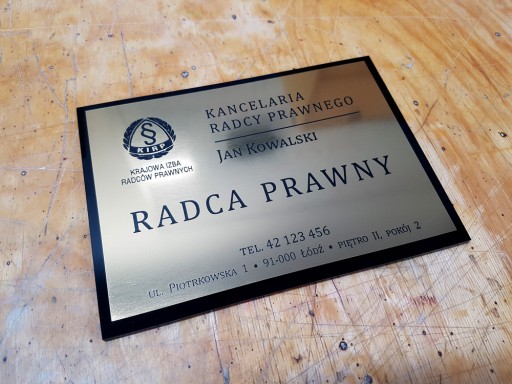 KANCELARIA
RADCY PRAWNEGO
JAN KOWALSKI
§
KIRP
KRAJOWA IZBA
RADCÓW PRAWNYCH
RADCA PRAWNY
TEL. 42 123 456
UL. PIOTRKOWSKA 1 • 91-000 ŁÓDŹ • PIĘTRO II, POKÓJ 2